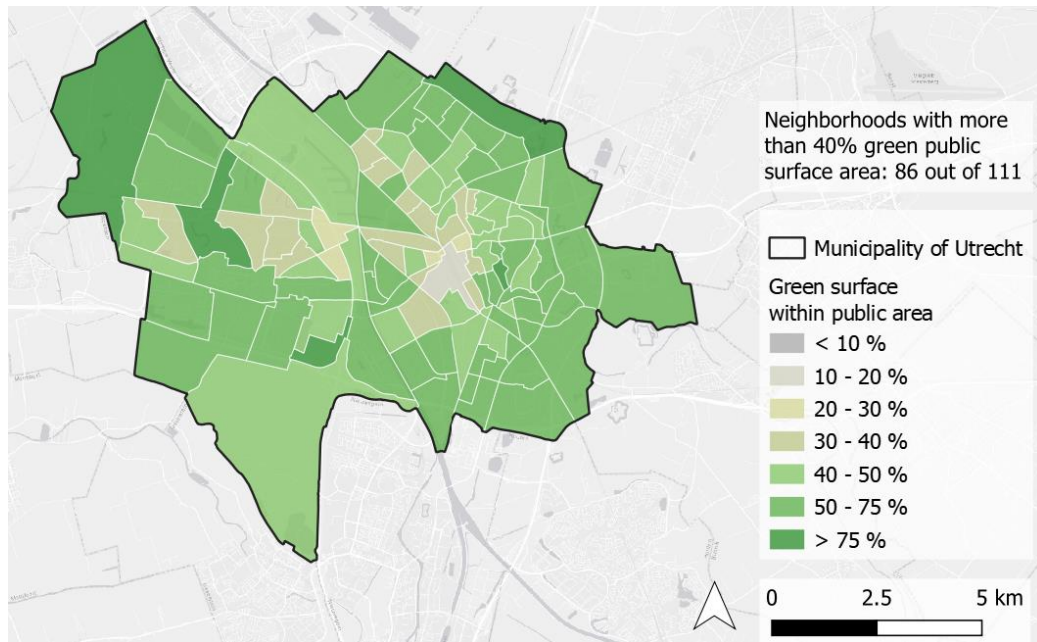 Neighborhoods with more
than 40% green public
surface area: 86 out of 111
Municipality of Utrecht
Green surface
within public area
< 10 %
10 - 20 %
20 - 30 %
30 - 40 %
40 - 50 %
50 - 75 %
> 75 %
0 2.5 5 km